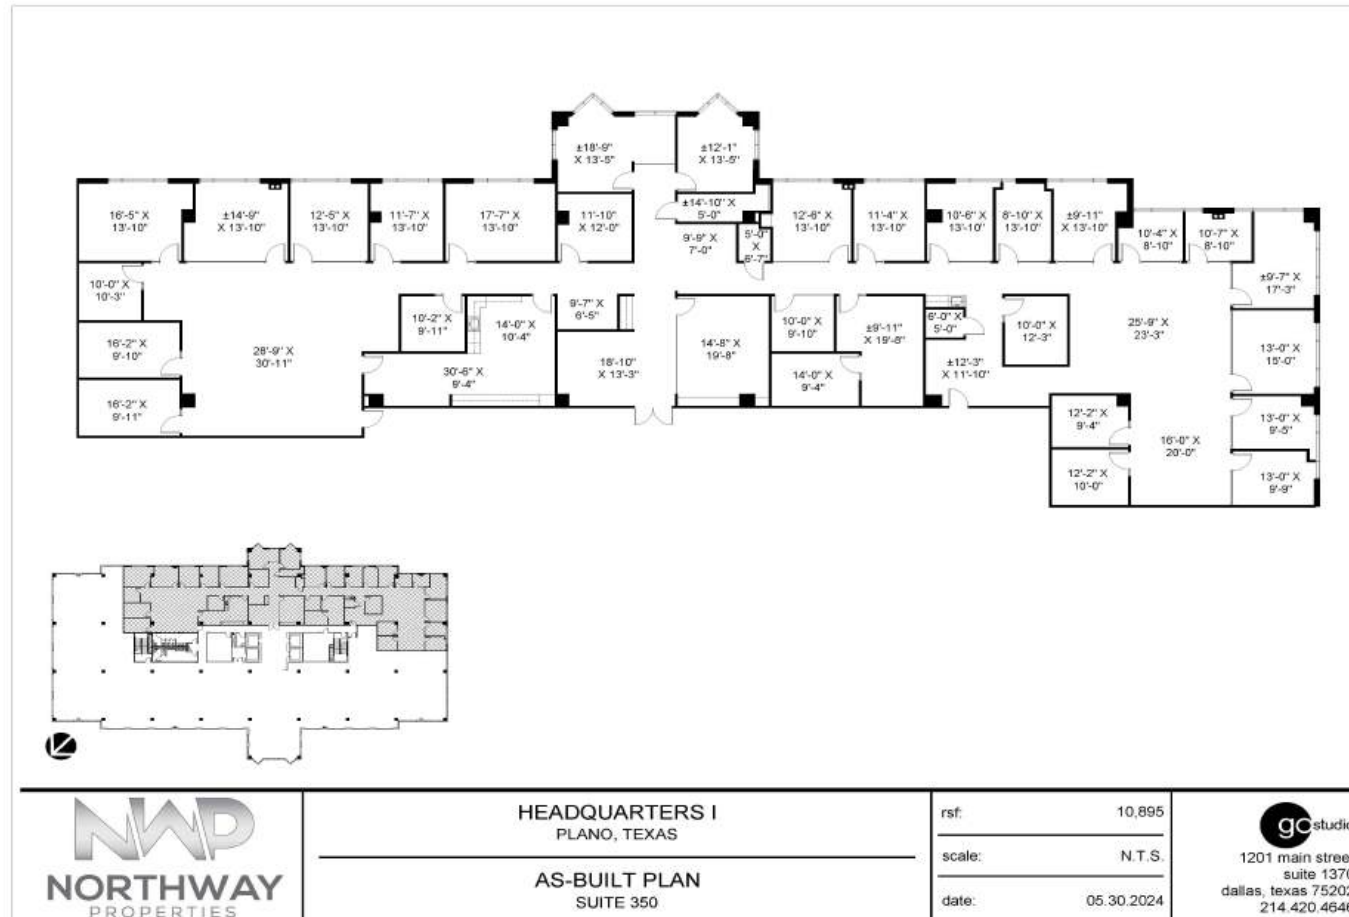 ±18'-9"
X 13'-5"
±12'-1"
X 13'-5"
16'-5" X
13'-10"
±14'-9"
X 13'-10"
12'-5" X
13'-10"
11'-7" X
13'-10"
17'-7" X
13'-10"
11'-10"
X 12'-0"
±14'-10" X
5'-0"
9'-9" X
7'-0"
5'-0"
X
6'-7"
12'-6" X
13'-10"
11'-4" X
13'-10"
10'-6" X
13'-10"
8'-10" X
13'-10"
±9'-11"
X 13'-10"
10'-4" X
8'-10"
10'-7" X
8'-10"
±9'-7" X
17'-3"
10'-0" X
10'-3"
16'-2" X
9'-10"
16'-2" X
9'-11"
28'-9" X
30'-11"
10'-2" X
9'-11"
14'-0" X
10'-4"
30'-6" X
9'-4"
9'-7" X
6'-5"
18'-10"
X 13'-3"
14'-8" X
19'-8"
10'-0" X
9'-10"
14'-0" X
9'-4"
±9'-11"
X 19'-8"
6'-0" X
5'-0"
±12'-3"
X 11'-10"
10'-0" X
12'-3"
25'-9" X
23'-3"
13'-0" X
15'-0"
12'-2" X
9'-4"
12'-2" X
10'-0"
16'-0" X
20'-0"
13'-0" X
9'-5"
13'-0" X
9'-9"
NWP
NORTHWAY
PROPERTIES
HEADQUARTERS I
PLANO, TEXAS
AS-BUILT PLAN
SUITE 350
rsf: 10,895
scale: N.T.S.
date: 05.30.2024
go studio
1201 main street
suite 1370
dallas, texas 75202
214.420.4646